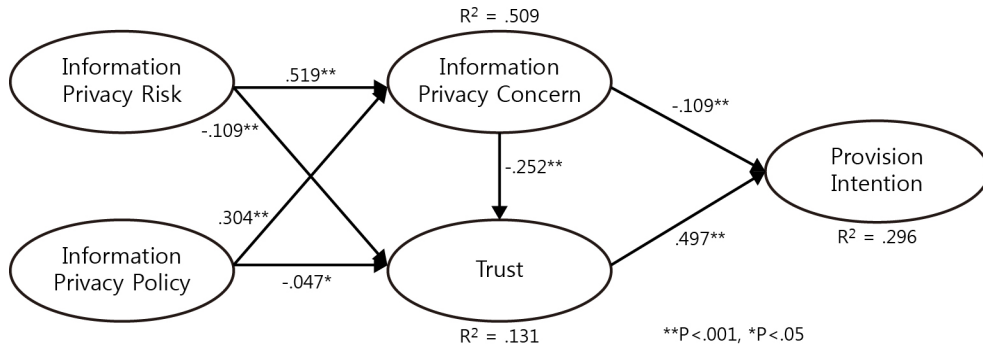 R² = .509
Information
Privacy Risk
.519**
Information
Privacy Concern
-.109**
-.109**
-.252**
Provision
Intention
.304**
.497**
R² = .296
Information
Privacy Policy
-.047*
Trust
R² = .131
**P<.001, *P<.05